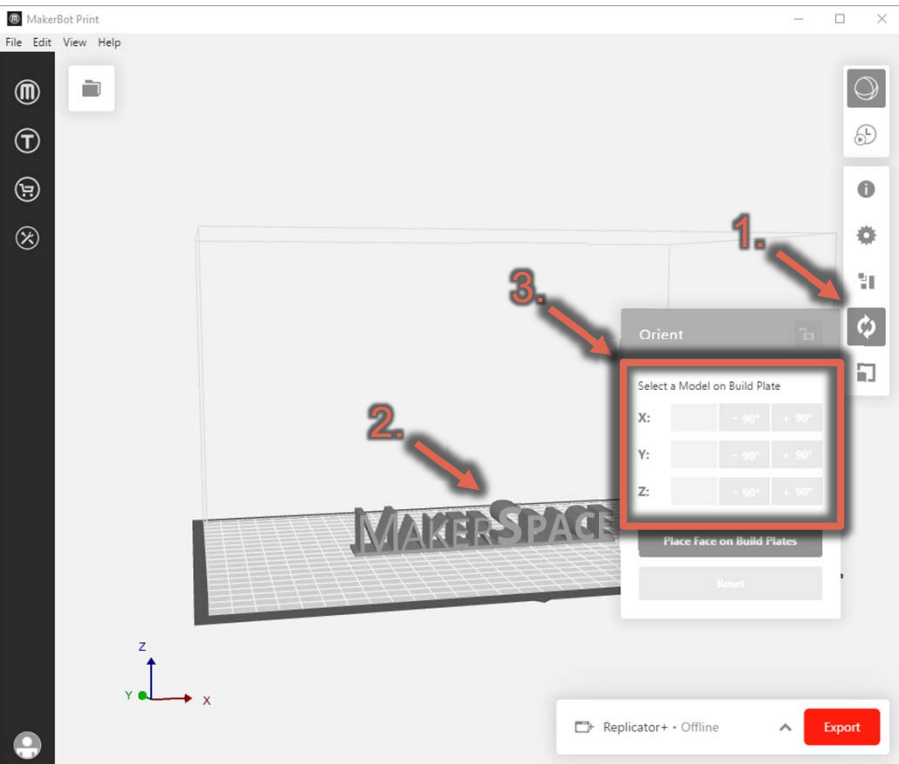 MakerBot Print
File Edit View Help
1.
3.
Orient
Select a Model on Build Plate
X: - 90° + 90°
2.
Y: - 90° + 90°
Z: - 90° + 90°
MAKERSPACE
Place Face on Build Plates
Reset
Z
Y X
Replicator+ • Offline Export